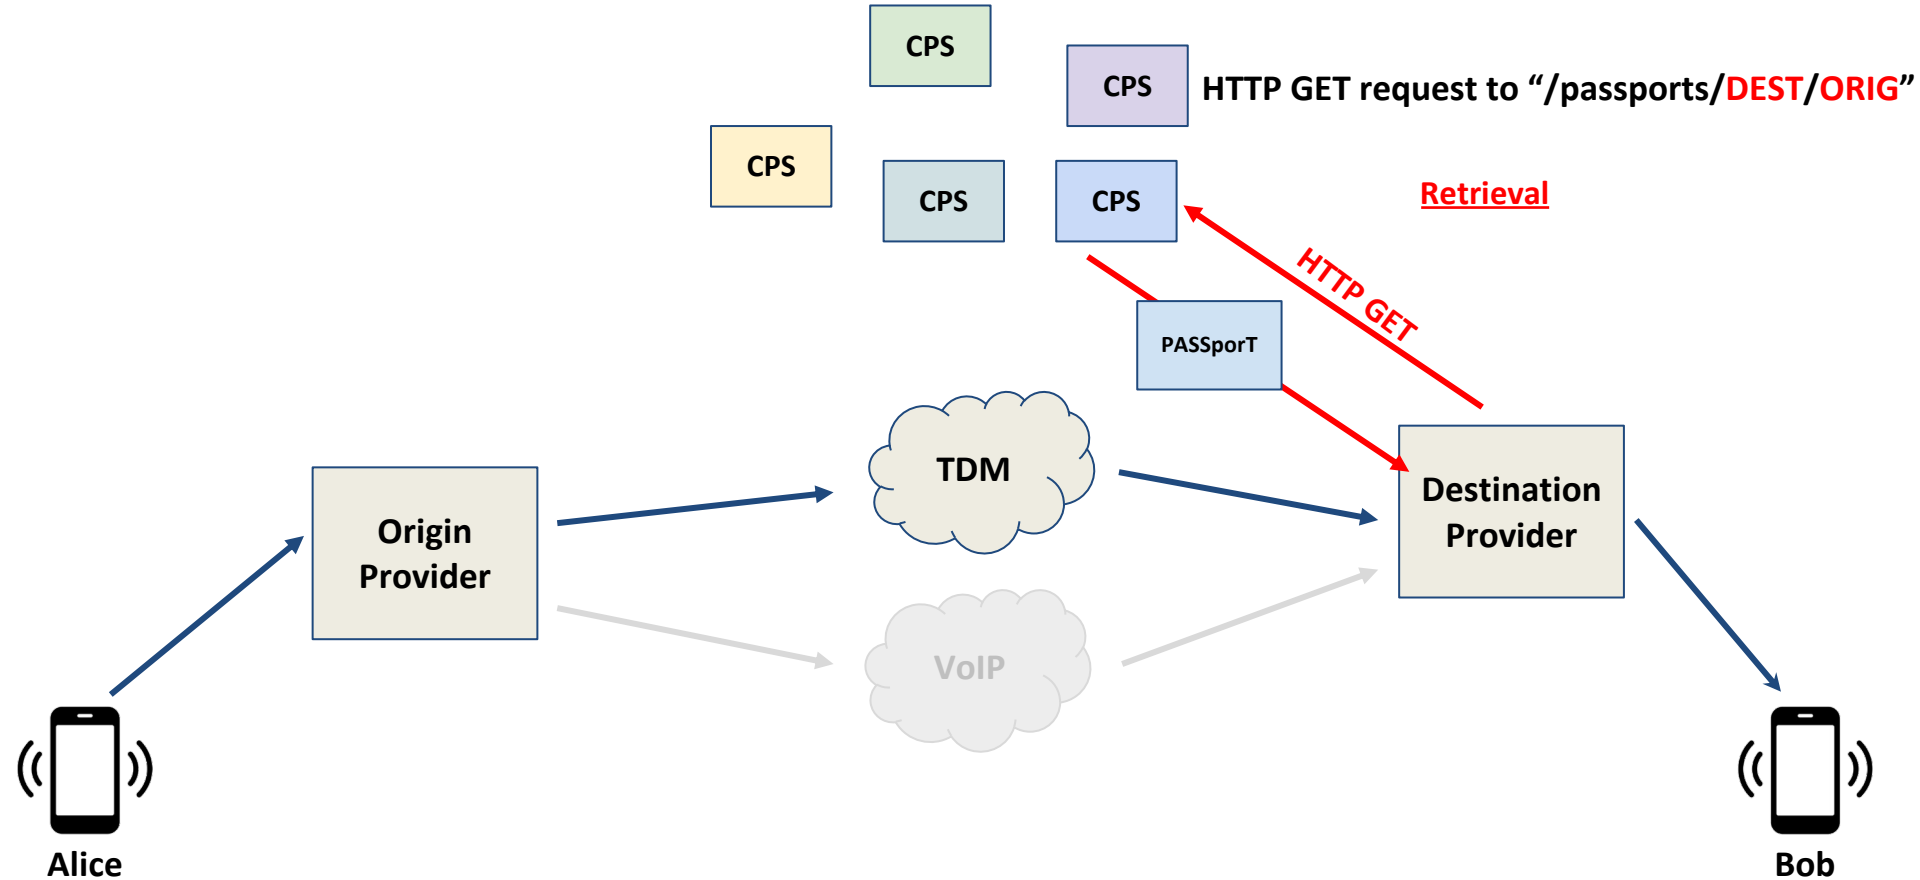 CPS
CPS
HTTP GET request to “/passports/DEST/ORIG”
CPS
CPS
CPS
Retrieval
HTTP GET
PASSporT
TDM
Origin
Provider
Destination
Provider
VoIP
Alice
Bob